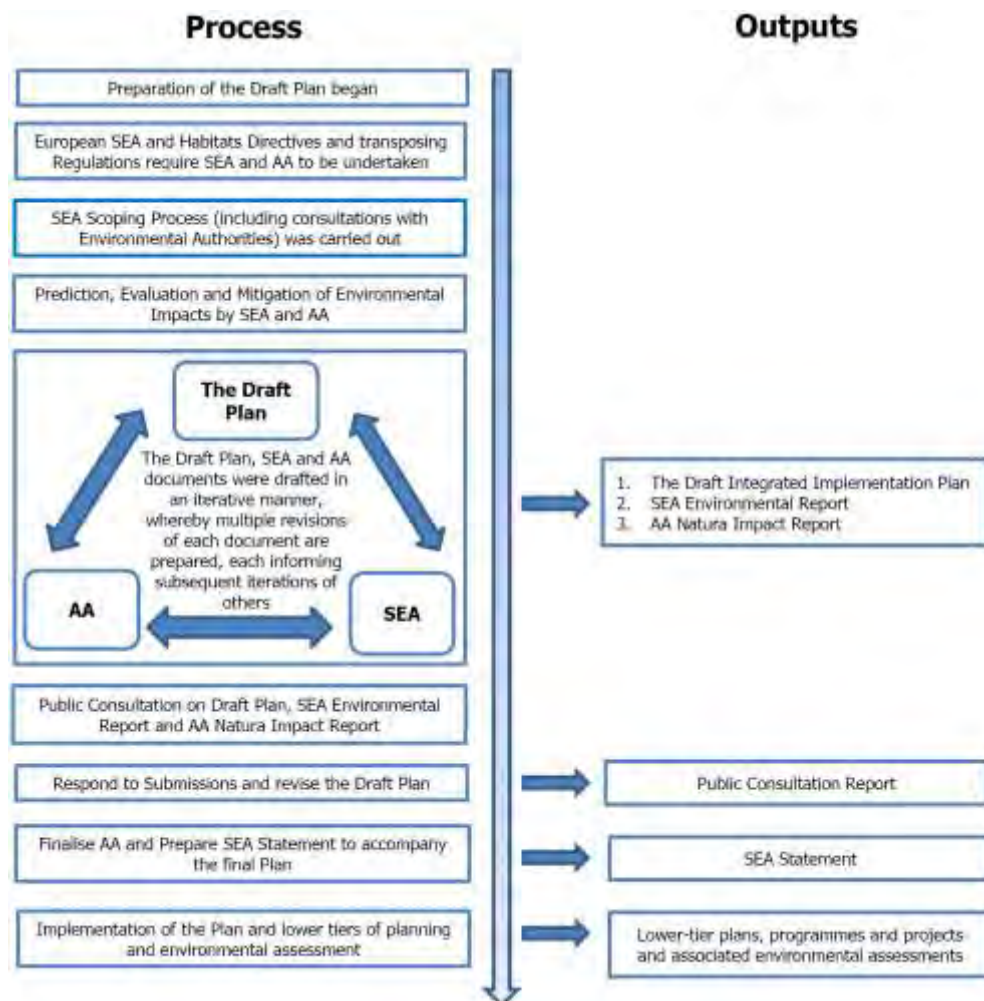 Process
Outputs
Preparation of the Draft Plan began
European SEA and Habitats Directives and transposing
Regulations require SEA and AA to be undertaken
SEA Scoping Process (including consultations with
Environmental Authorities) was carried out
Prediction, Evaluation and Mitigation of Environmental
Impacts by SEA and AA
The Draft
Plan
The Draft Plan, SEA and AA
documents were drafted in
an iterative manner,
whereby multiple revisions
of each document are
prepared, each informing
subsequent iterations of
others
AA
SEA
1. The Draft Integrated Implementation Plan
2. SEA Environmental Report
3. AA Natura Impact Report
Public Consultation on Draft Plan, SEA Environmental
Report and AA Natura Impact Report
Respond to Submissions and revise the Draft Plan
Public Consultation Report
Finalise AA and Prepare SEA Statement to accompany
the final Plan
SEA Statement
Implementation of the Plan and lower tiers of planning
and environmental assessment
Lower-tier plans, programmes and projects
and associated environmental assessments